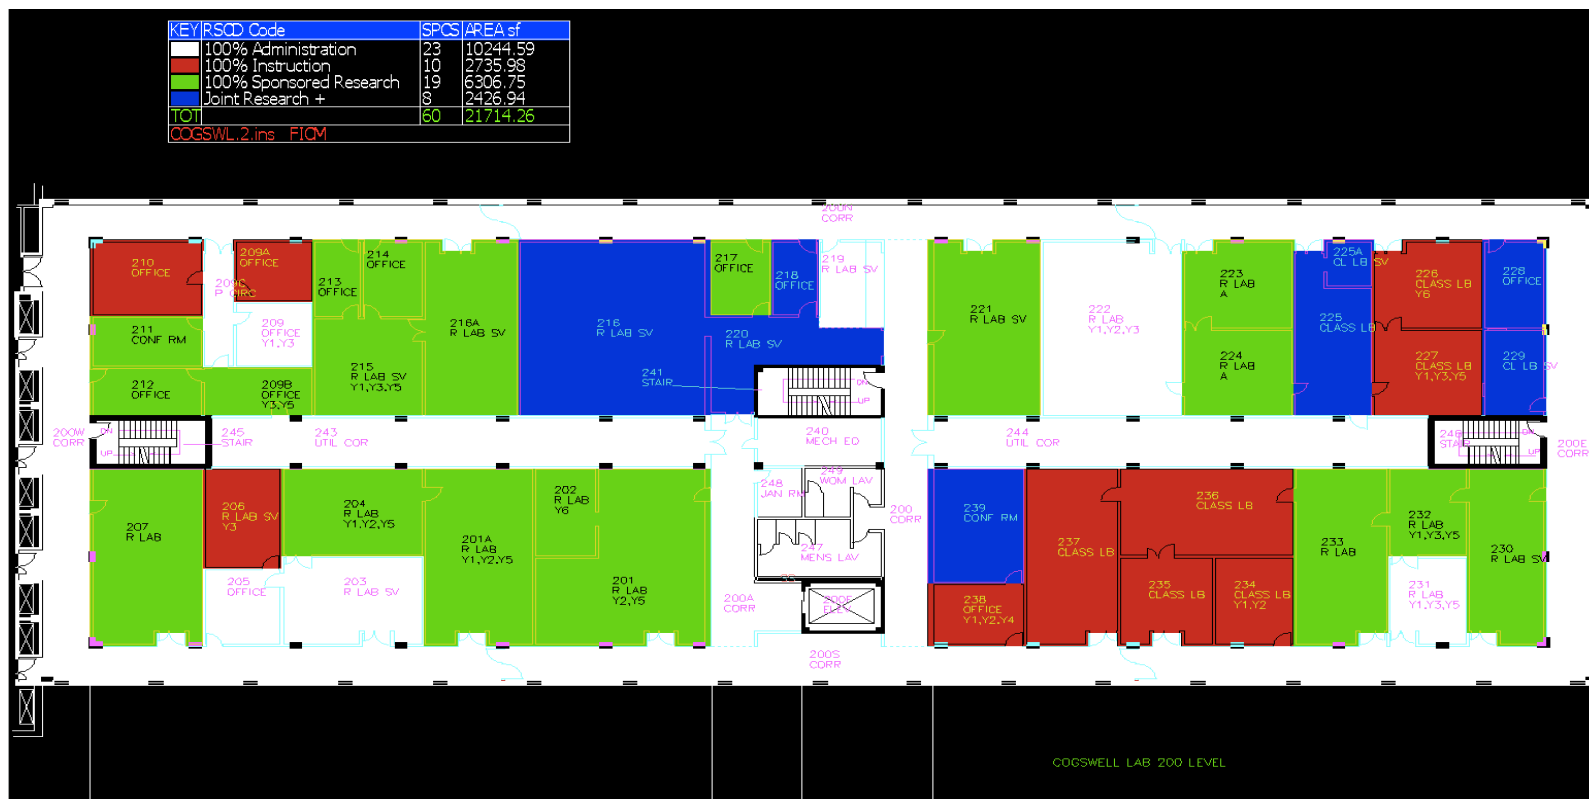 KEY RSCD Code SPCS AREA sf
100% Administration 23 10244.59
100% Instruction 10 2735.98
100% Sponsored Research 19 6306.75
Joint Research + 8 2426.94
TOT 60 21714.26
COGSWL.2.ins FICM
200N
CORR
210
OFFICE
209A
OFFICE
209C
P CIRC
213
OFFICE
214
OFFICE
216A
R LAB SV
216
R LAB SV
217
OFFICE
218
OFFICE
219
R LAB SV
220
R LAB SV
221
R LAB SV
222
R LAB
Y1,Y2,Y3
223
R LAB
A
224
R LAB
A
225A
CL LB SV
225
CLASS LB
226
CLASS LB
Y6
227
CLASS LB
Y1,Y3,Y5
228
OFFICE
229
CL LB SV
211
CONF RM
209
OFFICE
Y1,Y3
215
R LAB SV
Y1,Y3,Y5
212
OFFICE
209B
OFFICE
Y3,Y5
241
STAIR
DN
UP
200W
CORR
DN
UP
245
STAIR
243
UTIL COR
240
MECH EQ
244
UTIL COR
246
STAIR
DN
UP
200E
CORR
207
R LAB
206
R LAB SV
Y3
204
R LAB
Y1,Y2,Y5
201A
R LAB
Y1,Y2,Y5
202
R LAB
Y6
201
R LAB
Y2,Y5
205
OFFICE
203
R LAB SV
248
JAN RM
249
WOM LAV
247
MENS LAV
200
CORR
200A
CORR
200F
ELEV
200S
CORR
239
CONF RM
238
OFFICE
Y1,Y2,Y4
237
CLASS LB
236
CLASS LB
235
CLASS LB
234
CLASS LB
Y1,Y2
233
R LAB
232
R LAB
Y1,Y3,Y5
231
R LAB
Y1,Y3,Y5
230
R LAB SV
COGSWELL LAB 200 LEVEL